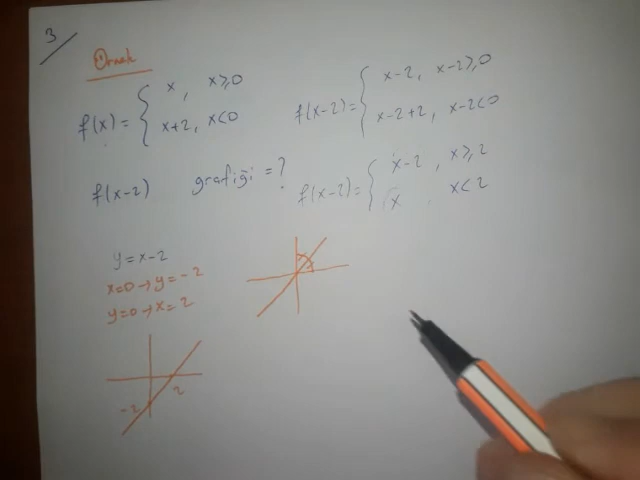 3
Örnek
f(x) = { x , x ≥ 0
x+2 , x < 0
f(x-2) = { x-2 , x-2 ≥ 0
x-2+2 , x-2 < 0
f(x-2) grafiği = ?
f(x-2) = { x-2 , x ≥ 2
x , x < 2
y = x-2
x=0 → y = -2
y=0 → x = 2
-2 2